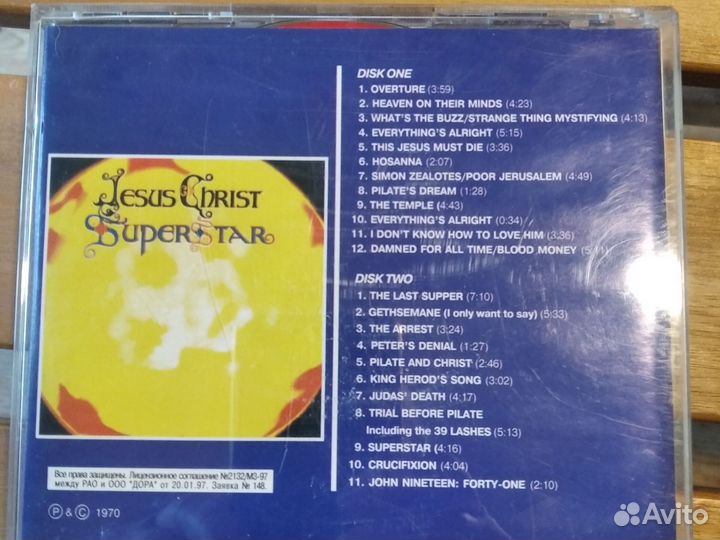 DISK ONE
1. OVERTURE (3:59)
2. HEAVEN ON THEIR MINDS (4:23)
3. WHAT'S THE BUZZ/STRANGE THING MYSTIFYING (4:13)
4. EVERYTHING'S ALRIGHT (5:15)
5. THIS JESUS MUST DIE (3:36)
6. HOSANNA (2:07)
7. SIMON ZEALOTES/POOR JERUSALEM (4:49)
8. PILATE'S DREAM (1:28)
9. THE TEMPLE (4:43)
10. EVERYTHING'S ALRIGHT (0:34)
11. I DON'T KNOW HOW TO LOVE HIM (3:36)
12. DAMNED FOR ALL TIME/BLOOD MONEY (5:11)
DISK TWO
1. THE LAST SUPPER (7:10)
2. GETHSEMANE (I only want to say) (5:33)
3. THE ARREST (3:24)
4. PETER'S DENIAL (1:27)
5. PILATE AND CHRIST (2:46)
6. KING HEROD'S SONG (3:02)
7. JUDAS' DEATH (4:17)
8. TRIAL BEFORE PILATE
Including the 39 LASHES (5:13)
9. SUPERSTAR (4:16)
10. CRUCIFIXION (4:04)
11. JOHN NINETEEN: FORTY-ONE (2:10)
JESUS CHRIST
SUPERSTAR
Все права защищены. Лицензионное соглашение №2132/МЗ-97
между РАО и ООО "ДОРА" от 20.01.97. Заявка № 148.
Ⓟ & © 1970
Avito